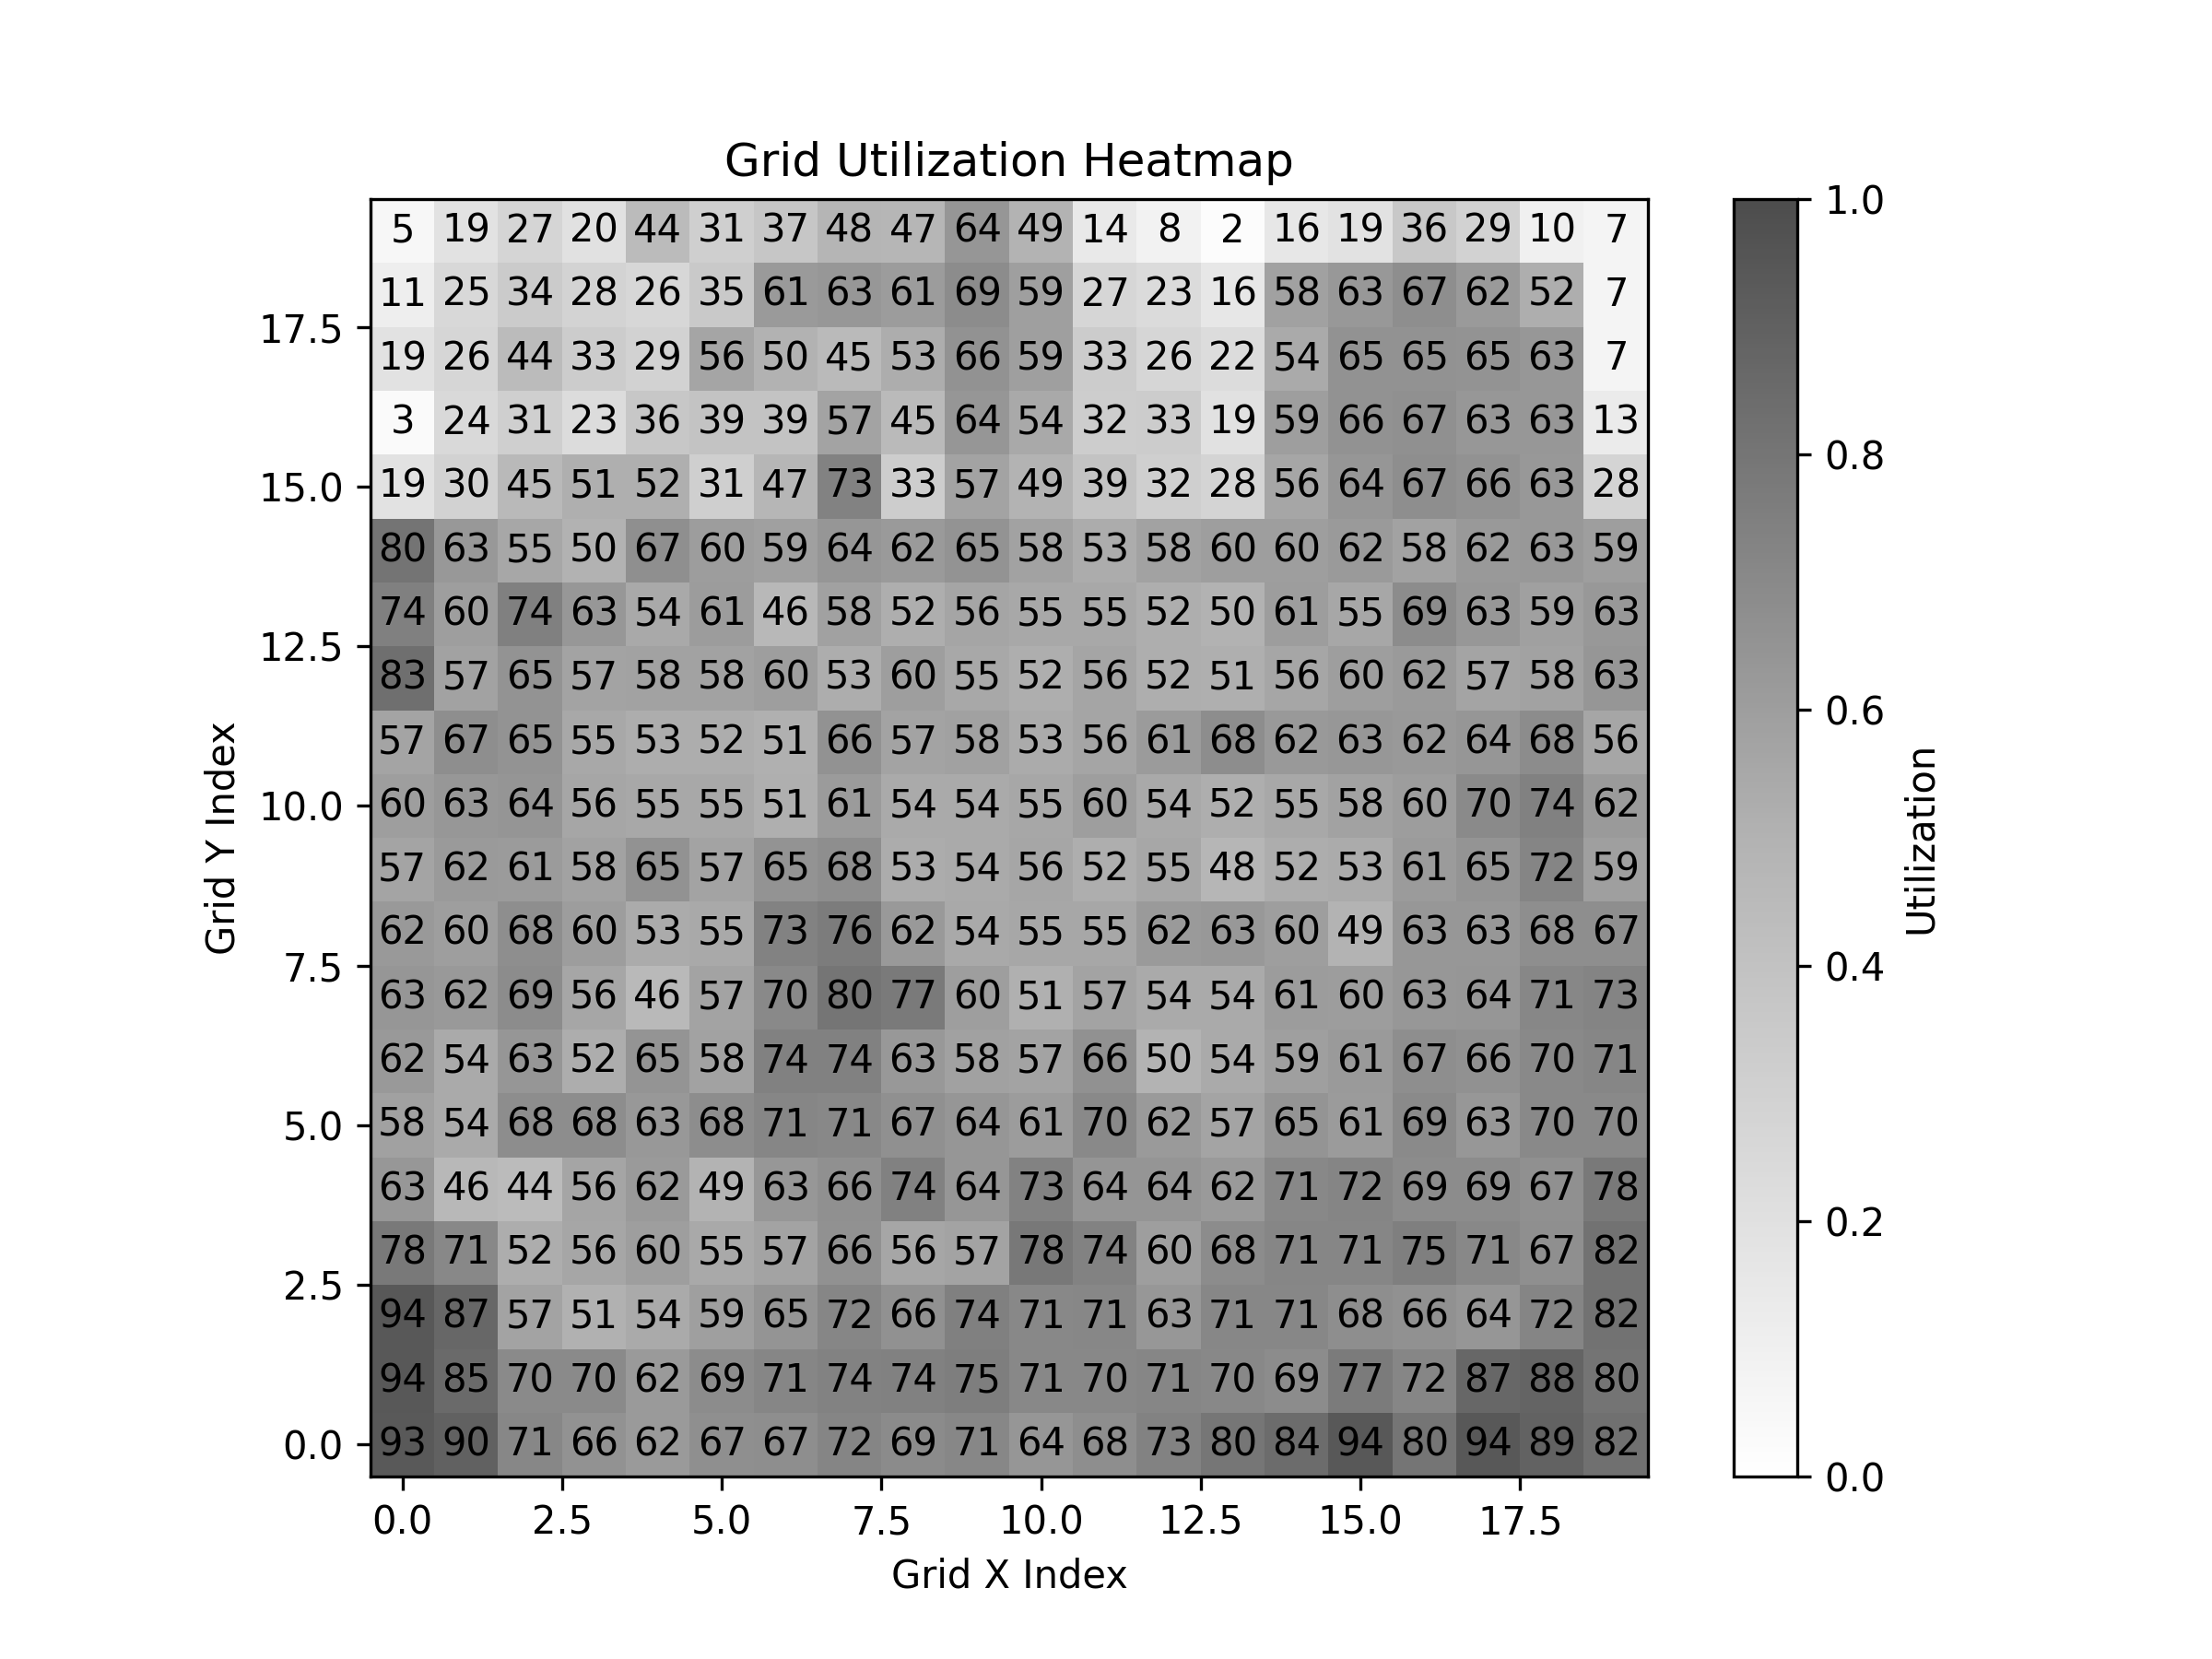 Grid Utilization Heatmap
5 19 27 20 44 31 37 48 47 64 49 14 8 2 16 19 36 29 10 7
11 25 34 28 26 35 61 63 61 69 59 27 23 16 58 63 67 62 52 7
17.5
19 26 44 33 29 56 50 45 53 66 59 33 26 22 54 65 65 65 63 7
3 24 31 23 36 39 39 57 45 64 54 32 33 19 59 66 67 63 63 13
15.0 19 30 45 51 52 31 47 73 33 57 49 39 32 28 56 64 67 66 63 28
80 63 55 50 67 60 59 64 62 65 58 53 58 60 60 62 58 62 63 59
74 60 74 63 54 61 46 58 52 56 55 55 52 50 61 55 69 63 59 63
12.5
83 57 65 57 58 58 60 53 60 55 52 56 52 51 56 60 62 57 58 63
57 67 65 55 53 52 51 66 57 58 53 56 61 68 62 63 62 64 68 56
10.0 60 63 64 56 55 55 51 61 54 54 55 60 54 52 55 58 60 70 74 62
57 62 61 58 65 57 65 68 53 54 56 52 55 48 52 53 61 65 72 59
62 60 68 60 53 55 73 76 62 54 55 55 62 63 60 49 63 63 68 67
7.5
63 62 69 56 46 57 70 80 77 60 51 57 54 54 61 60 63 64 71 73
62 54 63 52 65 58 74 74 63 58 57 66 50 54 59 61 67 66 70 71
5.0 58 54 68 68 63 68 71 71 67 64 61 70 62 57 65 61 69 63 70 70
63 46 44 56 62 49 63 66 74 64 73 64 64 62 71 72 69 69 67 78
78 71 52 56 60 55 57 66 56 57 78 74 60 68 71 71 75 71 67 82
2.5
94 87 57 51 54 59 65 72 66 74 71 71 63 71 71 68 66 64 72 82
94 85 70 70 62 69 71 74 74 75 71 70 71 70 69 77 72 87 88 80
0.0 93 90 71 66 62 67 67 72 69 71 64 68 73 80 84 94 80 94 89 82
0.0 2.5 5.0 7.5 10.0 12.5 15.0 17.5
Grid X Index
Grid Y Index
1.0
0.8
0.6
0.4
0.2
0.0
Utilization